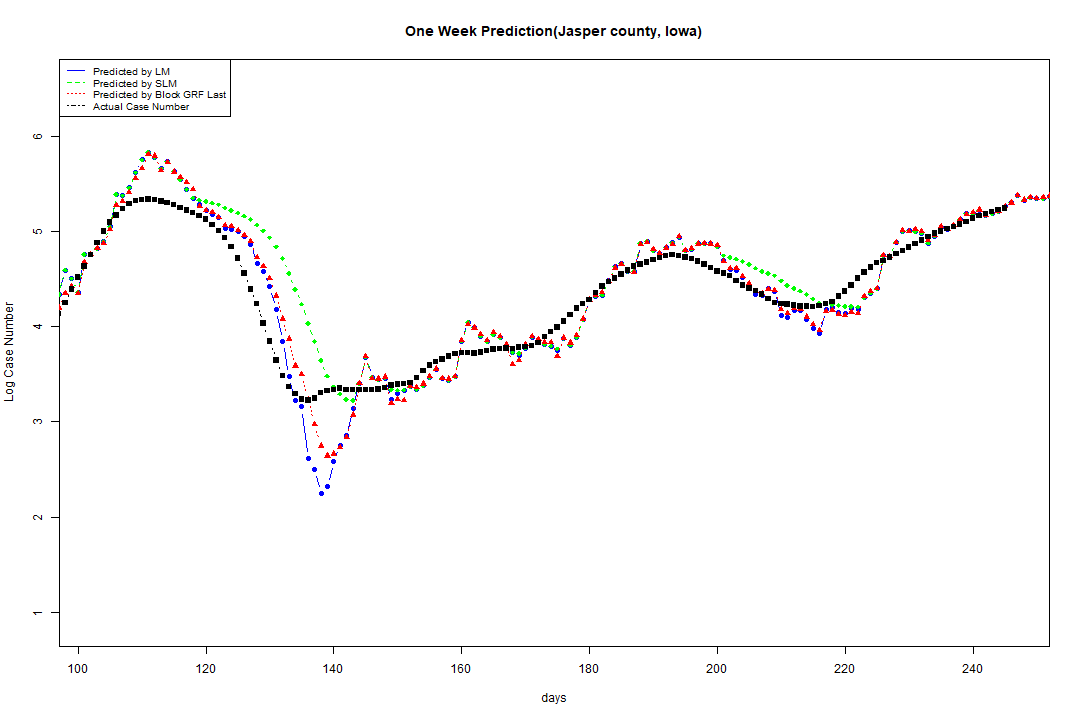 One Week Prediction(Jasper county, Iowa)
Predicted by LM
Predicted by SLM
Predicted by Block GRF Last
Actual Case Number
6
5
4
3
2
1
Log Case Number
100 120 140 160 180 200 220 240
days